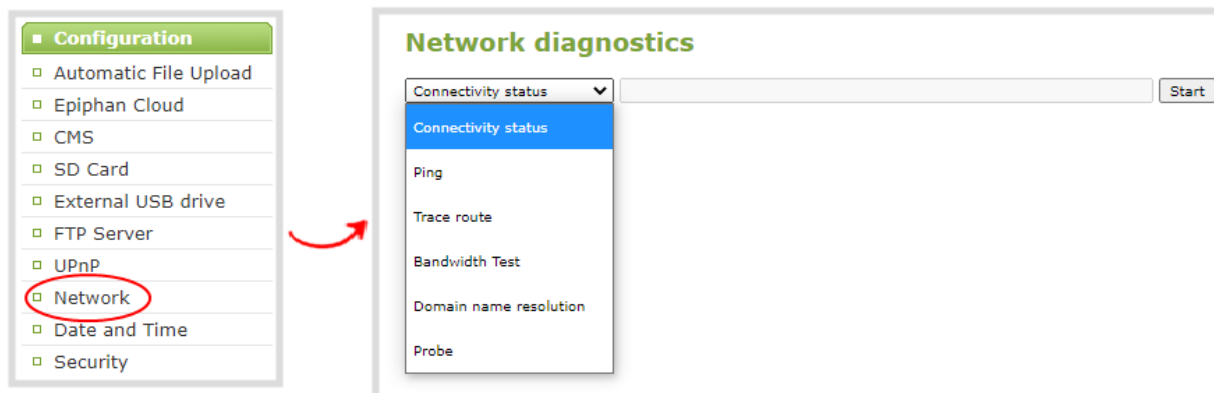 Configuration
Automatic File Upload
Epiphan Cloud
CMS
SD Card
External USB drive
FTP Server
UPnP
Network
Date and Time
Security
Network diagnostics
Connectivity status
Start
Connectivity status
Ping
Trace route
Bandwidth Test
Domain name resolution
Probe